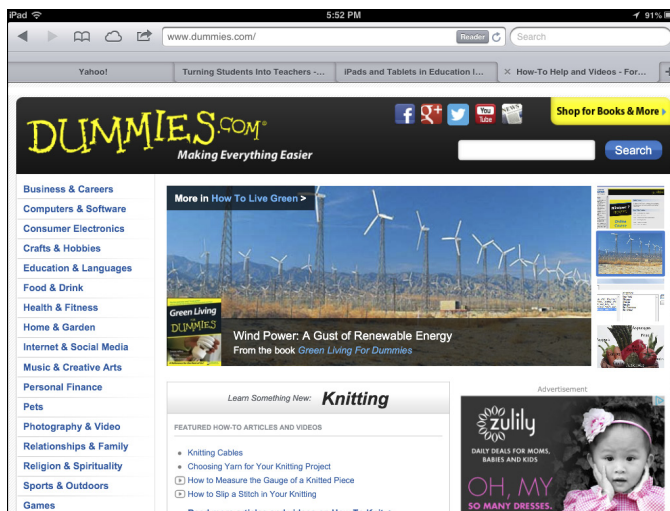 iPad
5:52 PM
91%
www.dummies.com/
Reader
Search
Yahoo!
Turning Students Into Teachers -...
iPads and Tablets in Education I...
× How-To Help and Videos - For...
DUMMIES.COM®
Making Everything Easier
You
Tube
NEWS
Shop for Books & More
Search
Business & Careers
Computers & Software
Consumer Electronics
Crafts & Hobbies
Education & Languages
Food & Drink
Health & Fitness
Home & Garden
Internet & Social Media
Music & Creative Arts
Personal Finance
Pets
Photography & Video
Relationships & Family
Religion & Spirituality
Sports & Outdoors
Games
More in How To Live Green >
Green Living
DUMMIES
Wind Power: A Gust of Renewable Energy
From the book Green Living For Dummies
Learn Something New: Knitting
FEATURED HOW-TO ARTICLES AND VIDEOS
Knitting Cables
Choosing Yarn for Your Knitting Project
How to Measure the Gauge of a Knitted Piece
How to Slip a Stitch in Your Knitting
Advertisement
zulily
DAILY DEALS FOR MOMS,
BABIES AND KIDS
OH, MY
SO MANY DRESSES.